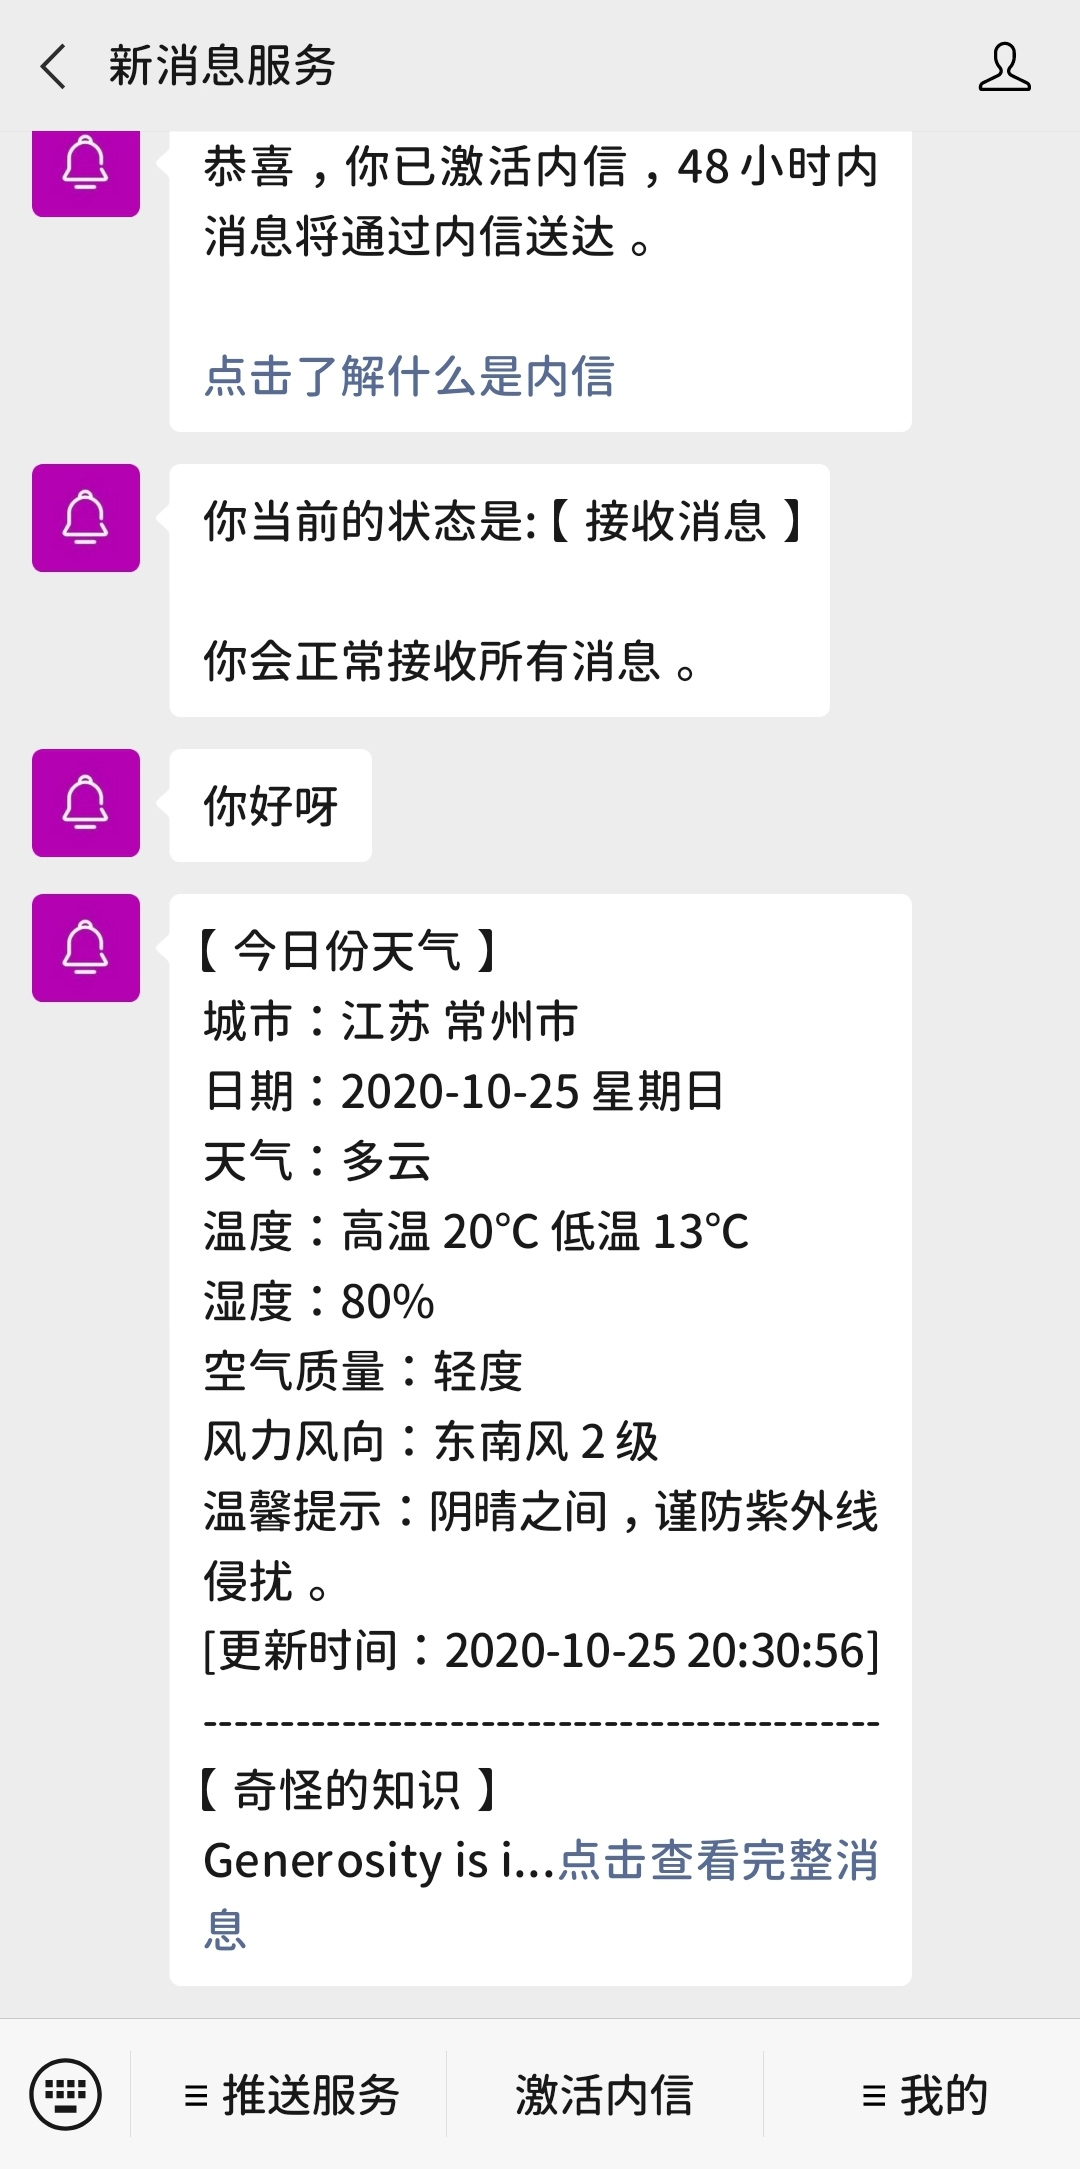 新消息服务
恭喜，你已激活内信，48小时内
消息将通过内信送达。
点击了解什么是内信
你当前的状态是:【接收消息】
你会正常接收所有消息。
你好呀
【今日份天气】
城市：江苏 常州市
日期：2020-10-25 星期日
天气：多云
温度：高温 20℃ 低温 13℃
湿度：80%
空气质量：轻度
风力风向：东南风 2 级
温馨提示：阴晴之间，谨防紫外线
侵扰。
[更新时间：2020-10-25 20:30:56]
--------------------------------------------
【奇怪的知识】
Generosity is i...点击查看完整消
息
≡ 推送服务
激活内信
≡ 我的